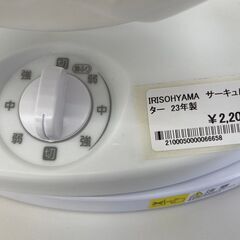 切
強
弱
中
中
弱
強
切
IRISOHYAMA サーキュ
ター 23年製
¥2,20
2100050000066658